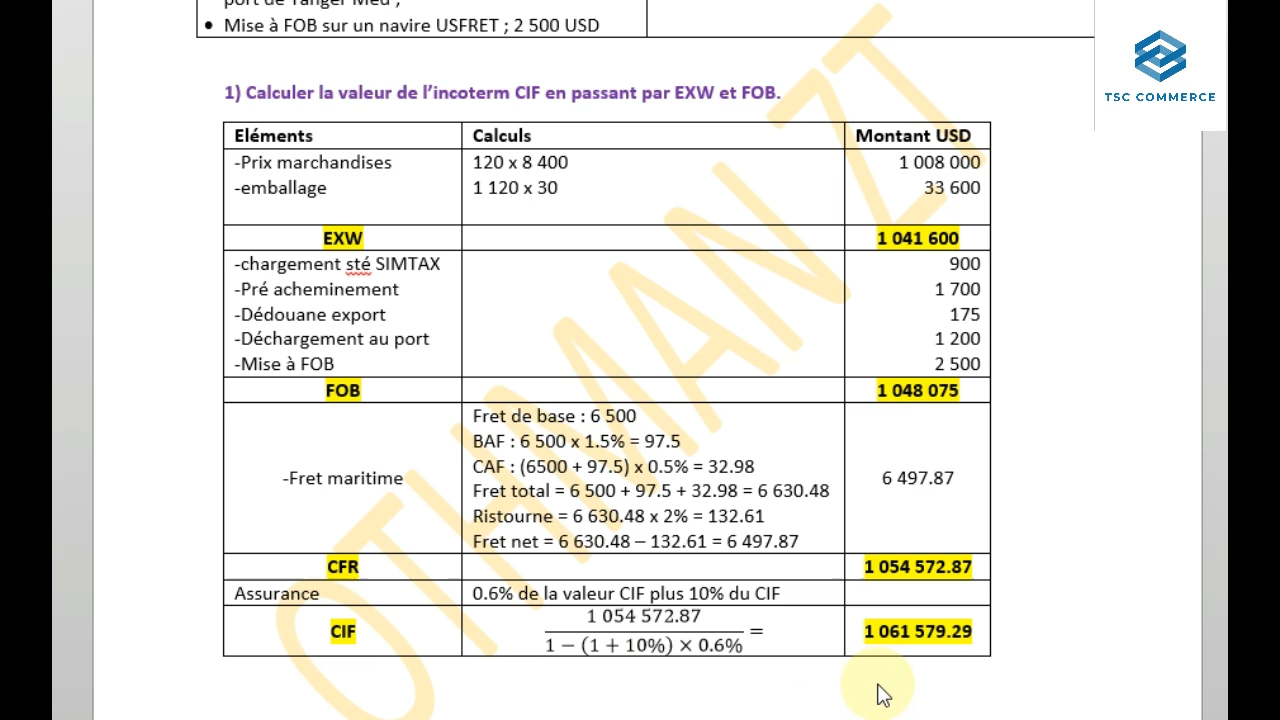 port de Tanger Med ;
• Mise à FOB sur un navire USFRET ; 2 500 USD
TSC COMMERCE
1) Calculer la valeur de l’incoterm CIF en passant par EXW et FOB.
Eléments Calculs Montant USD
-Prix marchandises 120 x 8 400 1 008 000
-emballage 1 120 x 30 33 600
EXW 1 041 600
-chargement sté SIMTAX 900
-Pré acheminement 1 700
-Dédouane export 175
-Déchargement au port 1 200
-Mise à FOB 2 500
FOB 1 048 075
Fret de base : 6 500
BAF : 6 500 x 1.5% = 97.5
CAF : (6500 + 97.5) x 0.5% = 32.98
-Fret maritime 6 497.87
Fret total = 6 500 + 97.5 + 32.98 = 6 630.48
Ristourne = 6 630.48 x 2% = 132.61
Fret net = 6 630.48 – 132.61 = 6 497.87
CFR 1 054 572.87
Assurance 0.6% de la valeur CIF plus 10% du CIF
1 054 572.87
CIF = 1 061 579.29
1 − (1 + 10%) × 0.6%
OTHMAN ZT